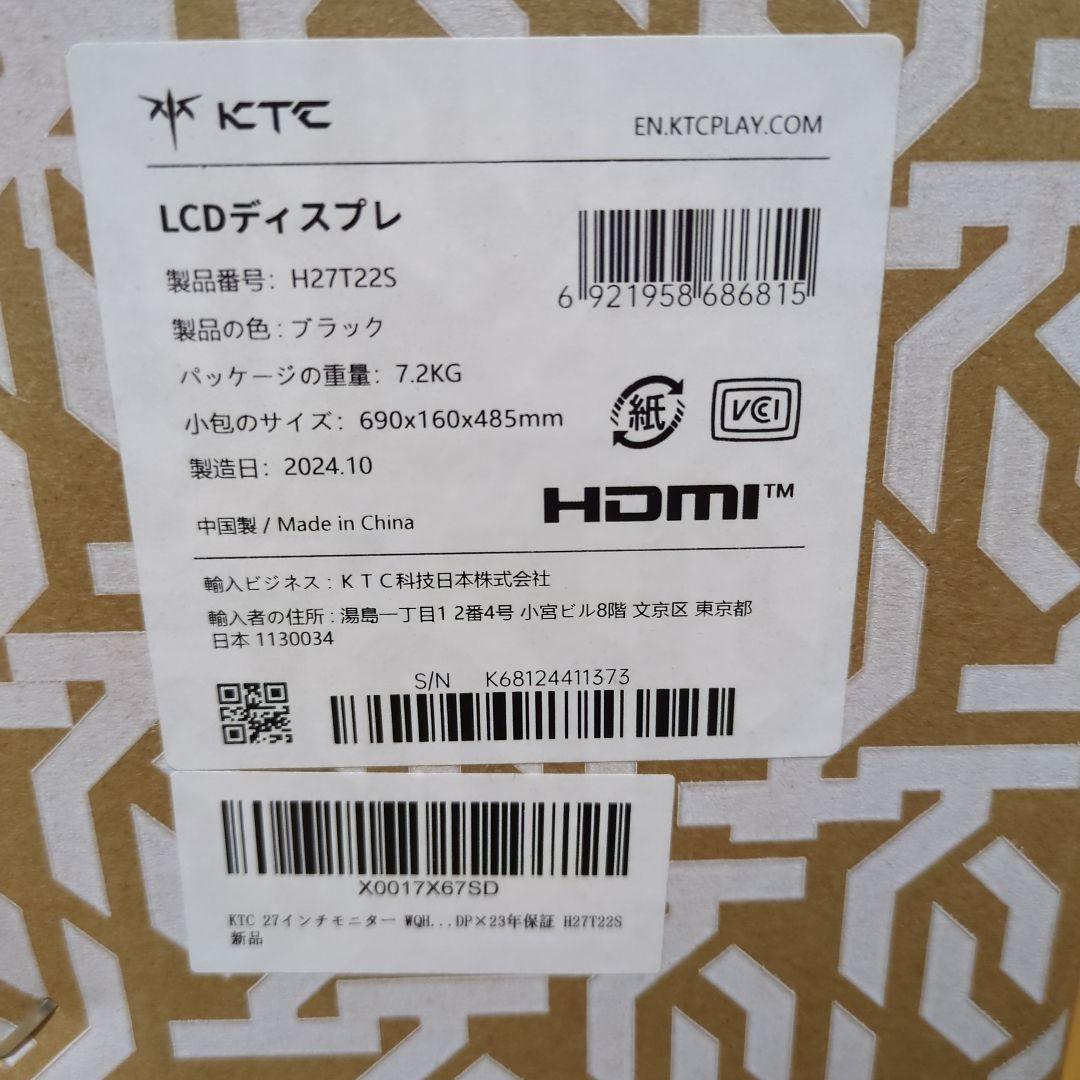 KTC
EN.KTCPLAY.COM
LCDディスプレ
製品番号: H27T22S
製品の色 : ブラック
パッケージの重量: 7.2KG
小包のサイズ: 690x160x485mm
製造日: 2024.10
中国製 / Made in China
6 921958 686815
紙
VCCI
HDMI™
輸入ビジネス : KTC科技日本株式会社
輸入者の住所 : 湯島一丁目1 2番4号 小宮ビル8階 文京区 東京都
日本 1130034
S/N K68124411373
X0017X67SD
KTC 27インチモニター WQH...DP×23年保証 H27T22S
新品